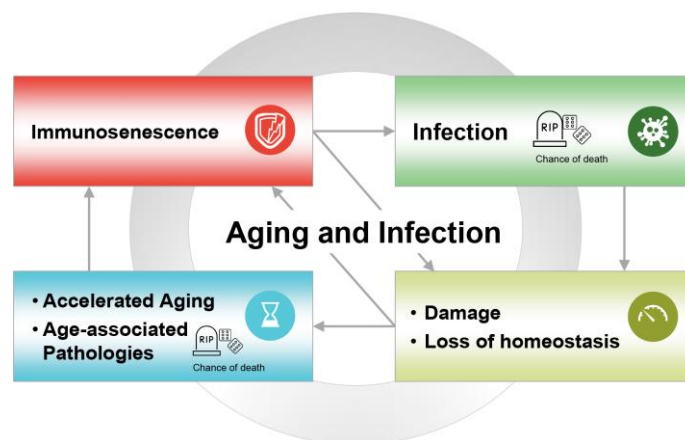 Immunosenescence
Infection
RIP
Chance of death
Aging and Infection
• Accelerated Aging
• Age-associated
Pathologies
RIP
Chance of death
• Damage
• Loss of homeostasis